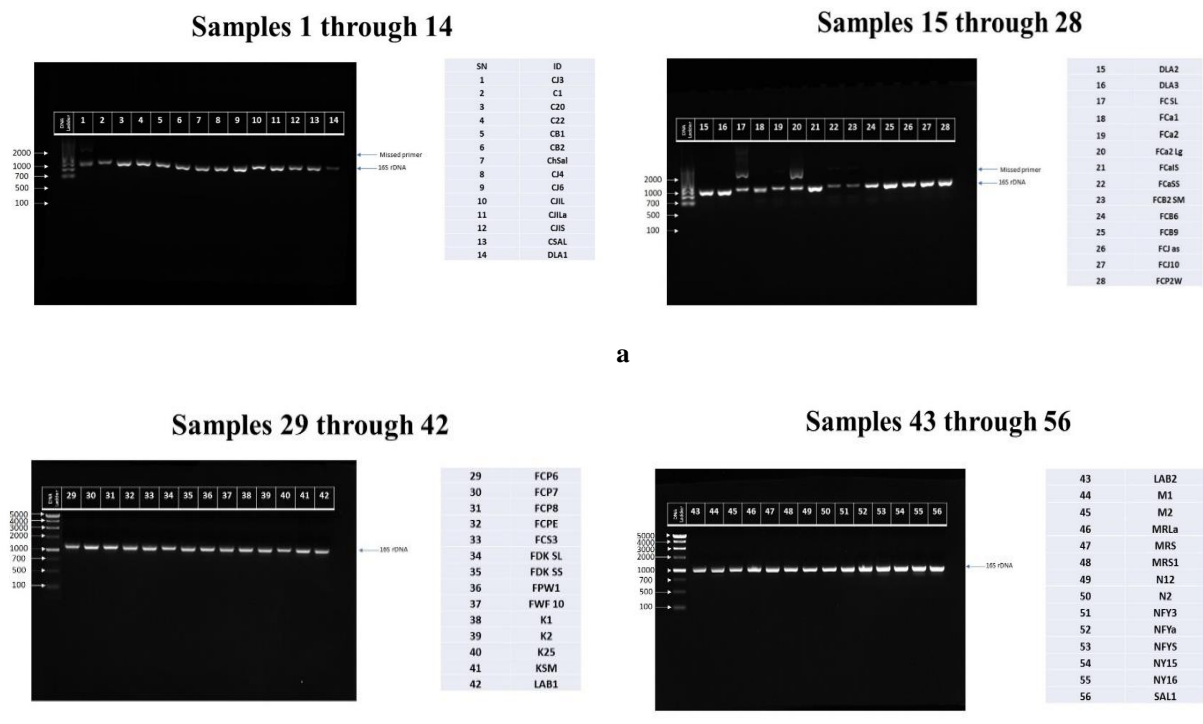 Samples 1 through 14
DNA Ladder 1 2 3 4 5 6 7 8 9 10 11 12 13 14
2000
1000
700
500
100
Missed primer
16S rDNA
SN ID
1 CJ3
2 C1
3 C20
4 C22
5 CB1
6 CB2
7 ChSal
8 CJ4
9 CJ6
10 CJIL
11 CJILa
12 CJIS
13 CSAL
14 DLA1
Samples 15 through 28
DNA Ladder 15 16 17 18 19 20 21 22 23 24 25 26 27 28
2000
1000
700
500
100
Missed primer
16S rDNA
15 DLA2
16 DLA3
17 FC SL
18 FCa1
19 FCa2
20 FCa2 Lg
21 FCalS
22 FCaSS
23 FCB2 SM
24 FCB6
25 FCB9
26 FCJ as
27 FCJ10
28 FCP2W
a
Samples 29 through 42
DNA Ladder 29 30 31 32 33 34 35 36 37 38 39 40 41 42
5000
4000
3000
2000
1000
700
500
100
16S rDNA
29 FCP6
30 FCP7
31 FCP8
32 FCPE
33 FCS3
34 FDK SL
35 FDK SS
36 FPW1
37 FWF 10
38 K1
39 K2
40 K25
41 KSM
42 LAB1
Samples 43 through 56
DNA Ladder 43 44 45 46 47 48 49 50 51 52 53 54 55 56
5000
4000
3000
2000
1000
700
500
100
16S rDNA
43 LAB2
44 M1
45 M2
46 MRLa
47 MRS
48 MRS1
49 N12
50 N2
51 NFY3
52 NFYa
53 NFYS
54 NY15
55 NY16
56 SAL1